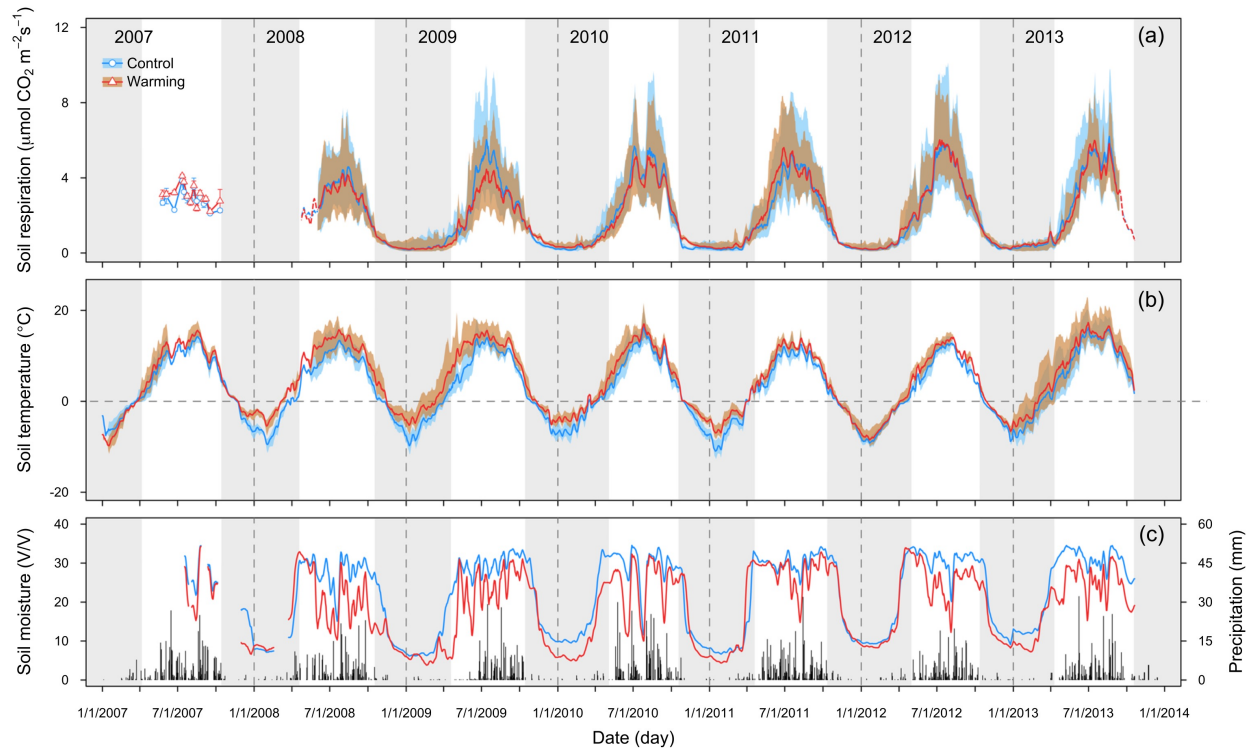 12
2007
2008
2009
2010
2011
2012
2013
(a)
Control
Warming
8
4
0
Soil respiration (μmol CO₂ m⁻²s⁻¹)
(b)
20
0
-20
Soil temperature (°C)
(c)
40
30
20
10
0
Soil moisture (V/V)
60
45
30
15
0
Precipitation (mm)
1/1/2007 7/1/2007 1/1/2008 7/1/2008 1/1/2009 7/1/2009 1/1/2010 7/1/2010 1/1/2011 7/1/2011 1/1/2012 7/1/2012 1/1/2013 7/1/2013 1/1/2014
Date (day)